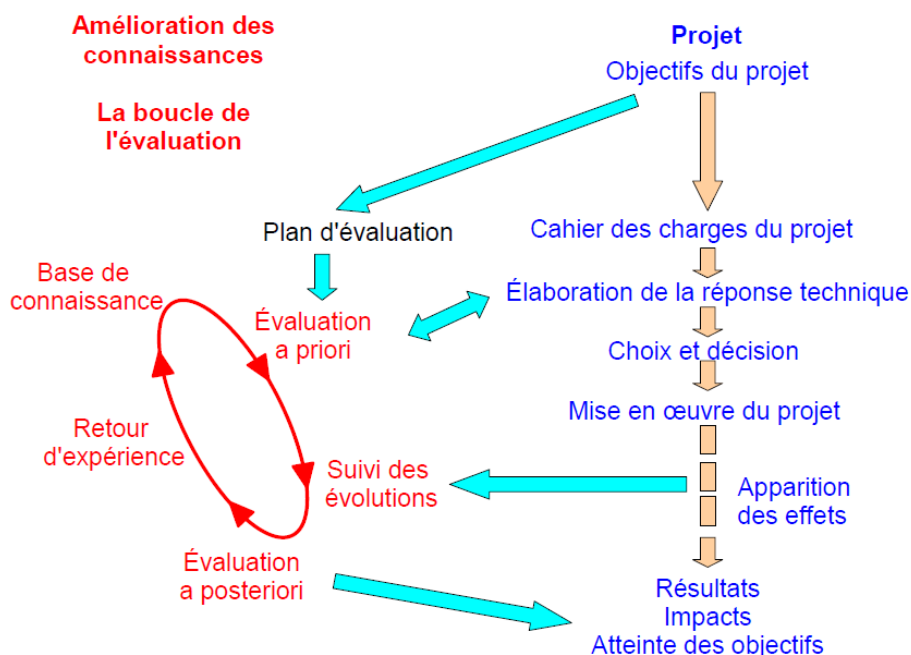 Amélioration des
connaissances
La boucle de
l'évaluation
Projet
Objectifs du projet
Plan d'évaluation
Cahier des charges du projet
Base de
connaissance
Élaboration de la réponse technique
Évaluation
a priori
Choix et décision
Mise en œuvre du projet
Retour
d'expérience
Suivi des
évolutions
Apparition
des effets
Évaluation
a posteriori
Résultats
Impacts
Atteinte des objectifs